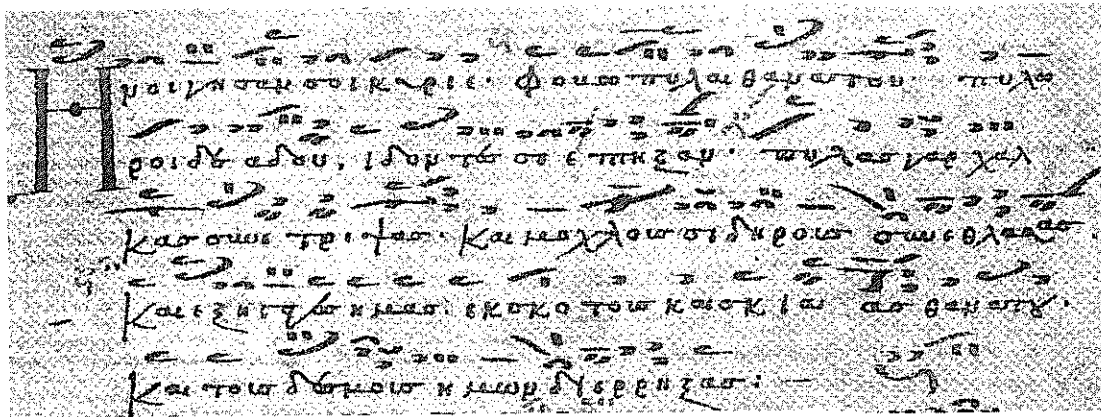 Ηνοιγησαν σοι κυριε· φοβω πυλαι θανατου· πυλω
ροι δε αδου, ιδοντες σε επτηξαν· πυλας γαρ χαλ
κας συνετριψας· και μοχλους σιδηρους συνεθλασας·
και εξηγαγες ημας· εκ σκοτους και σκιας θανατου·
και τους δεσμους ημων διερρηξας: